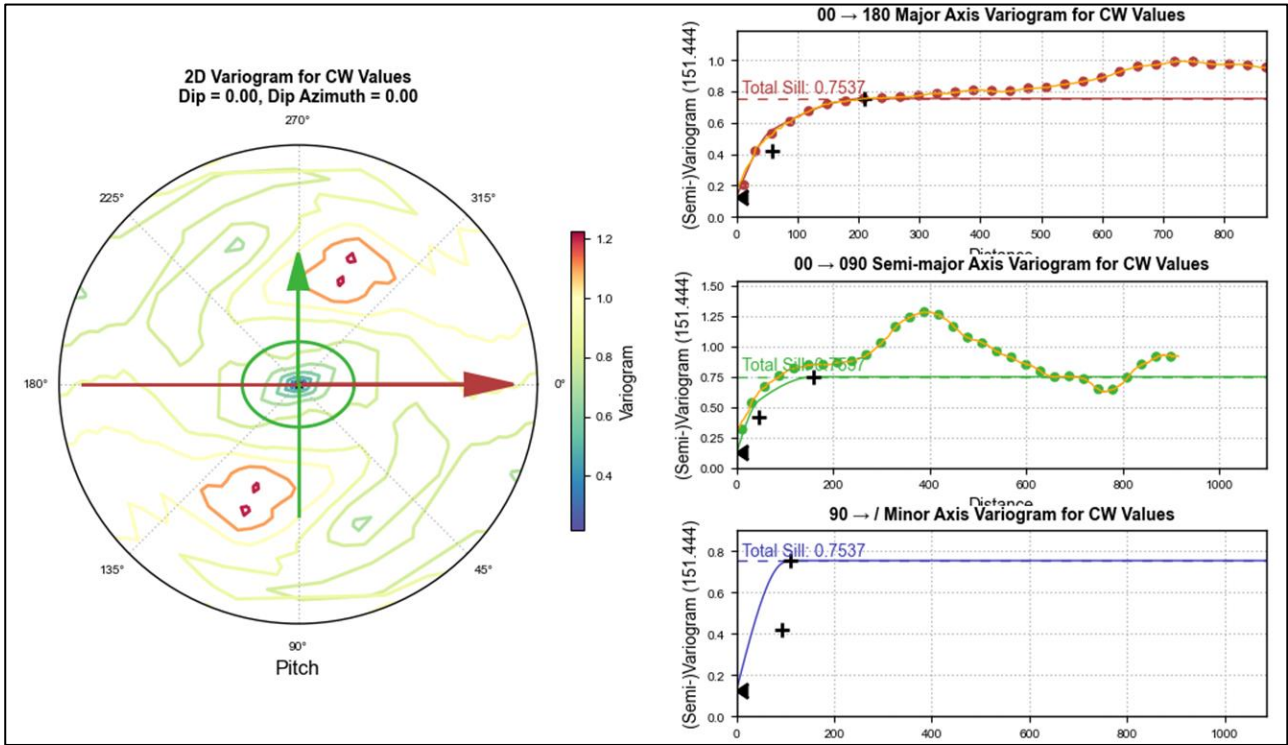 2D Variogram for CW Values
Dip = 0.00, Dip Azimuth = 0.00
270°
225°
315°
180°
0°
135°
45°
90°
Pitch
1.2
1.0
0.8
0.6
0.4
Variogram
00 → 180 Major Axis Variogram for CW Values
(Semi-)Variogram (151.444)
1.0
0.8
0.6
0.4
0.2
0.0
Total Sill: 0.7537
0 100 200 300 400 500 600 700 800
Distance
00 → 090 Semi-major Axis Variogram for CW Values
(Semi-)Variogram (151.444)
1.50
1.25
1.00
0.75
0.50
0.25
0.00
Total Sill: 0.7537
0 200 400 600 800 1000
Distance
90 → / Minor Axis Variogram for CW Values
(Semi-)Variogram (151.444)
0.8
0.6
0.4
0.2
0.0
Total Sill: 0.7537
0 200 400 600 800 1000